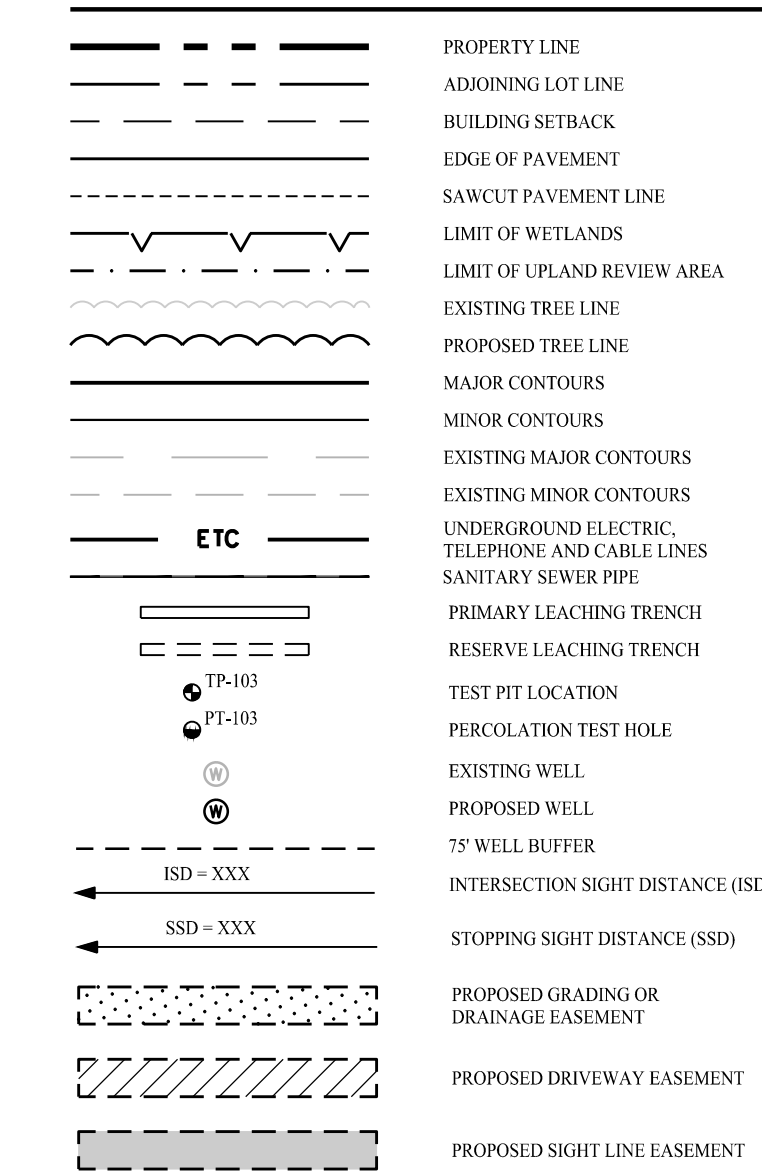 PROPERTY LINE
ADJOINING LOT LINE
BUILDING SETBACK
EDGE OF PAVEMENT
SAWCUT PAVEMENT LINE
LIMIT OF WETLANDS
LIMIT OF UPLAND REVIEW AREA
EXISTING TREE LINE
PROPOSED TREE LINE
MAJOR CONTOURS
MINOR CONTOURS
EXISTING MAJOR CONTOURS
EXISTING MINOR CONTOURS
ETC
UNDERGROUND ELECTRIC,
TELEPHONE AND CABLE LINES
SANITARY SEWER PIPE
PRIMARY LEACHING TRENCH
RESERVE LEACHING TRENCH
TP-103
TEST PIT LOCATION
PT-103
PERCOLATION TEST HOLE
W
EXISTING WELL
W
PROPOSED WELL
75' WELL BUFFER
ISD = XXX
INTERSECTION SIGHT DISTANCE (ISD
SSD = XXX
STOPPING SIGHT DISTANCE (SSD)
PROPOSED GRADING OR
DRAINAGE EASEMENT
PROPOSED DRIVEWAY EASEMENT
PROPOSED SIGHT LINE EASEMENT